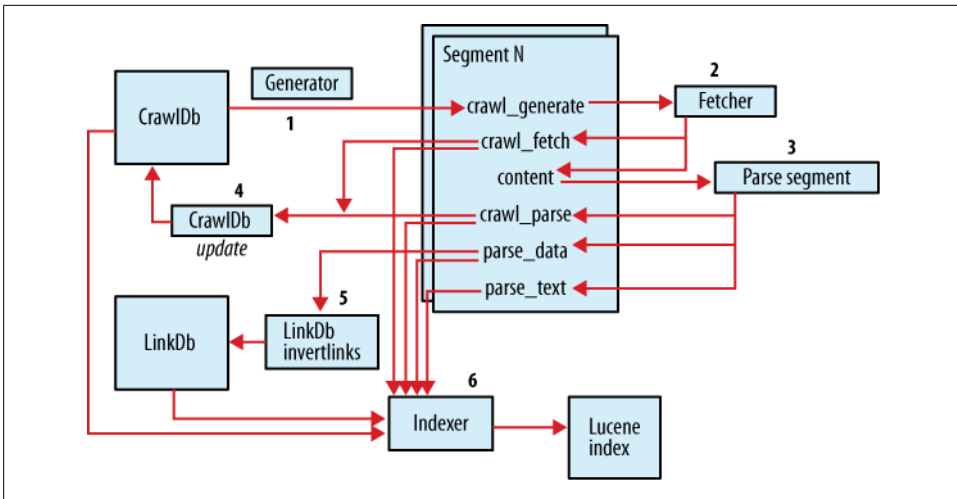 Segment N
Generator
2
Fetcher
CrawlDb
1
crawl_generate
crawl_fetch
3
content
Parse segment
4
CrawlDb
update
crawl_parse
parse_data
parse_text
5
LinkDb
LinkDb
invertlinks
6
Indexer
Lucene
index